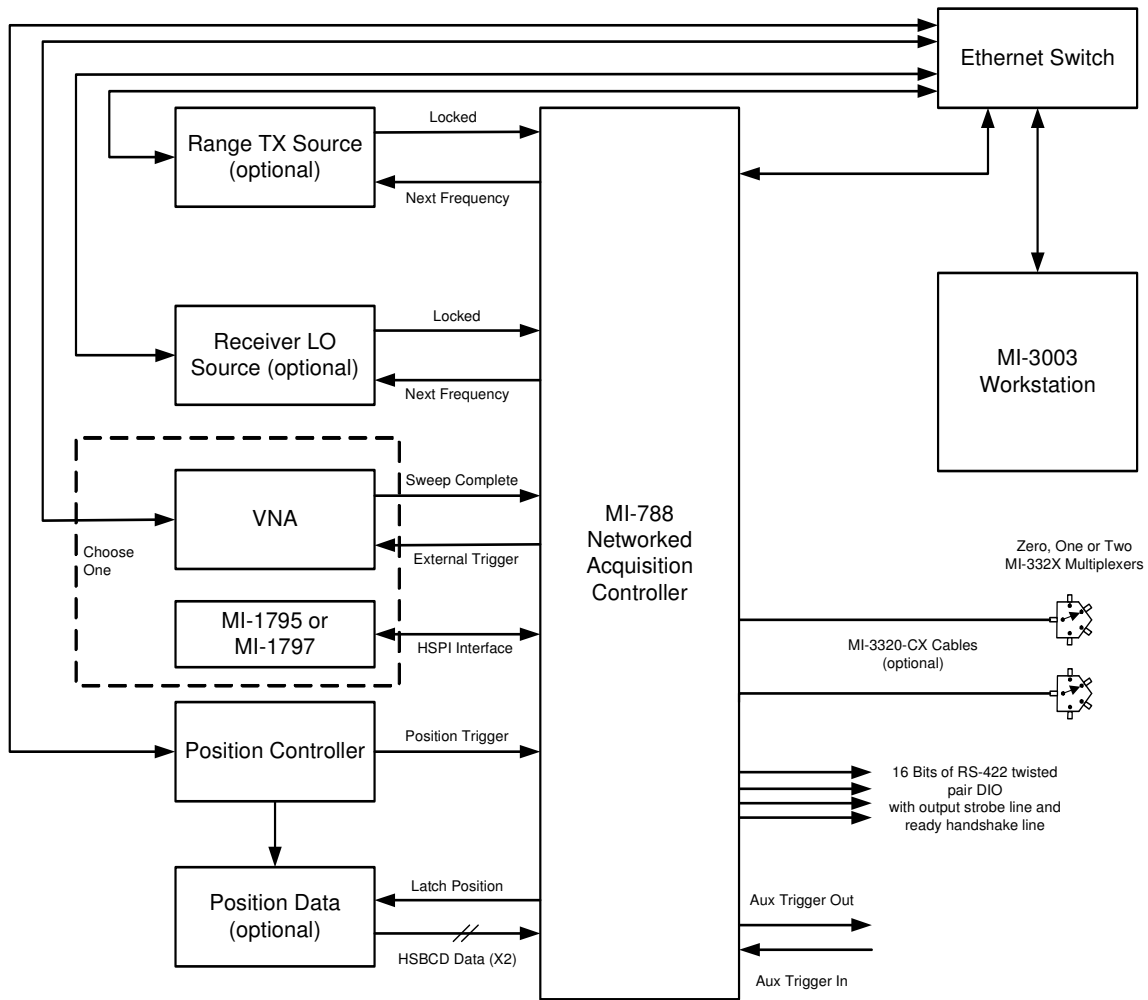 Ethernet Switch
Range TX Source
(optional)
Locked
Next Frequency
Receiver LO
Source (optional)
Locked
Next Frequency
MI-3003
Workstation
Choose
One
VNA
Sweep Complete
External Trigger
MI-1795 or
MI-1797
HSPI Interface
MI-788
Networked
Acquisition
Controller
Zero, One or Two
MI-332X Multiplexers
MI-3320-CX Cables
(optional)
Position Controller
Position Trigger
16 Bits of RS-422 twisted
pair DIO
with output strobe line and
ready handshake line
Position Data
(optional)
Latch Position
HSBCD Data (X2)
Aux Trigger Out
Aux Trigger In